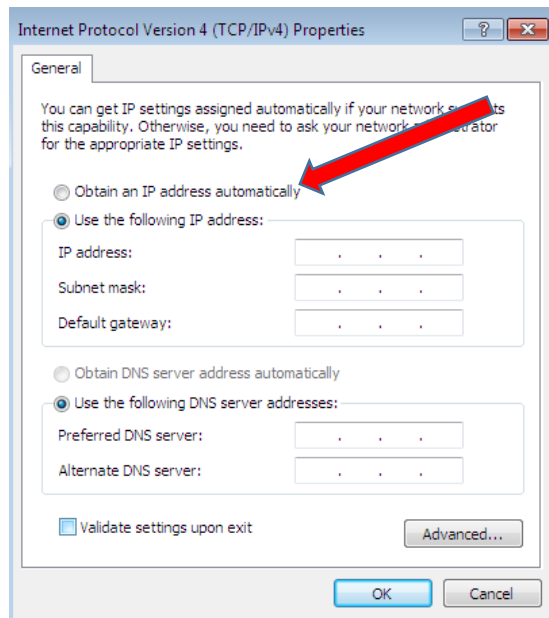 Internet Protocol Version 4 (TCP/IPv4) Properties
General
You can get IP settings assigned automatically if your network
this capability. Otherwise, you need to ask your network
for the appropriate IP settings.
Obtain an IP address automatically
Use the following IP address:
IP address: . . .
Subnet mask: . . .
Default gateway: . . .
Obtain DNS server address automatically
Use the following DNS server addresses:
Preferred DNS server: . . .
Alternate DNS server: . . .
Validate settings upon exit
Advanced...
OK
Cancel